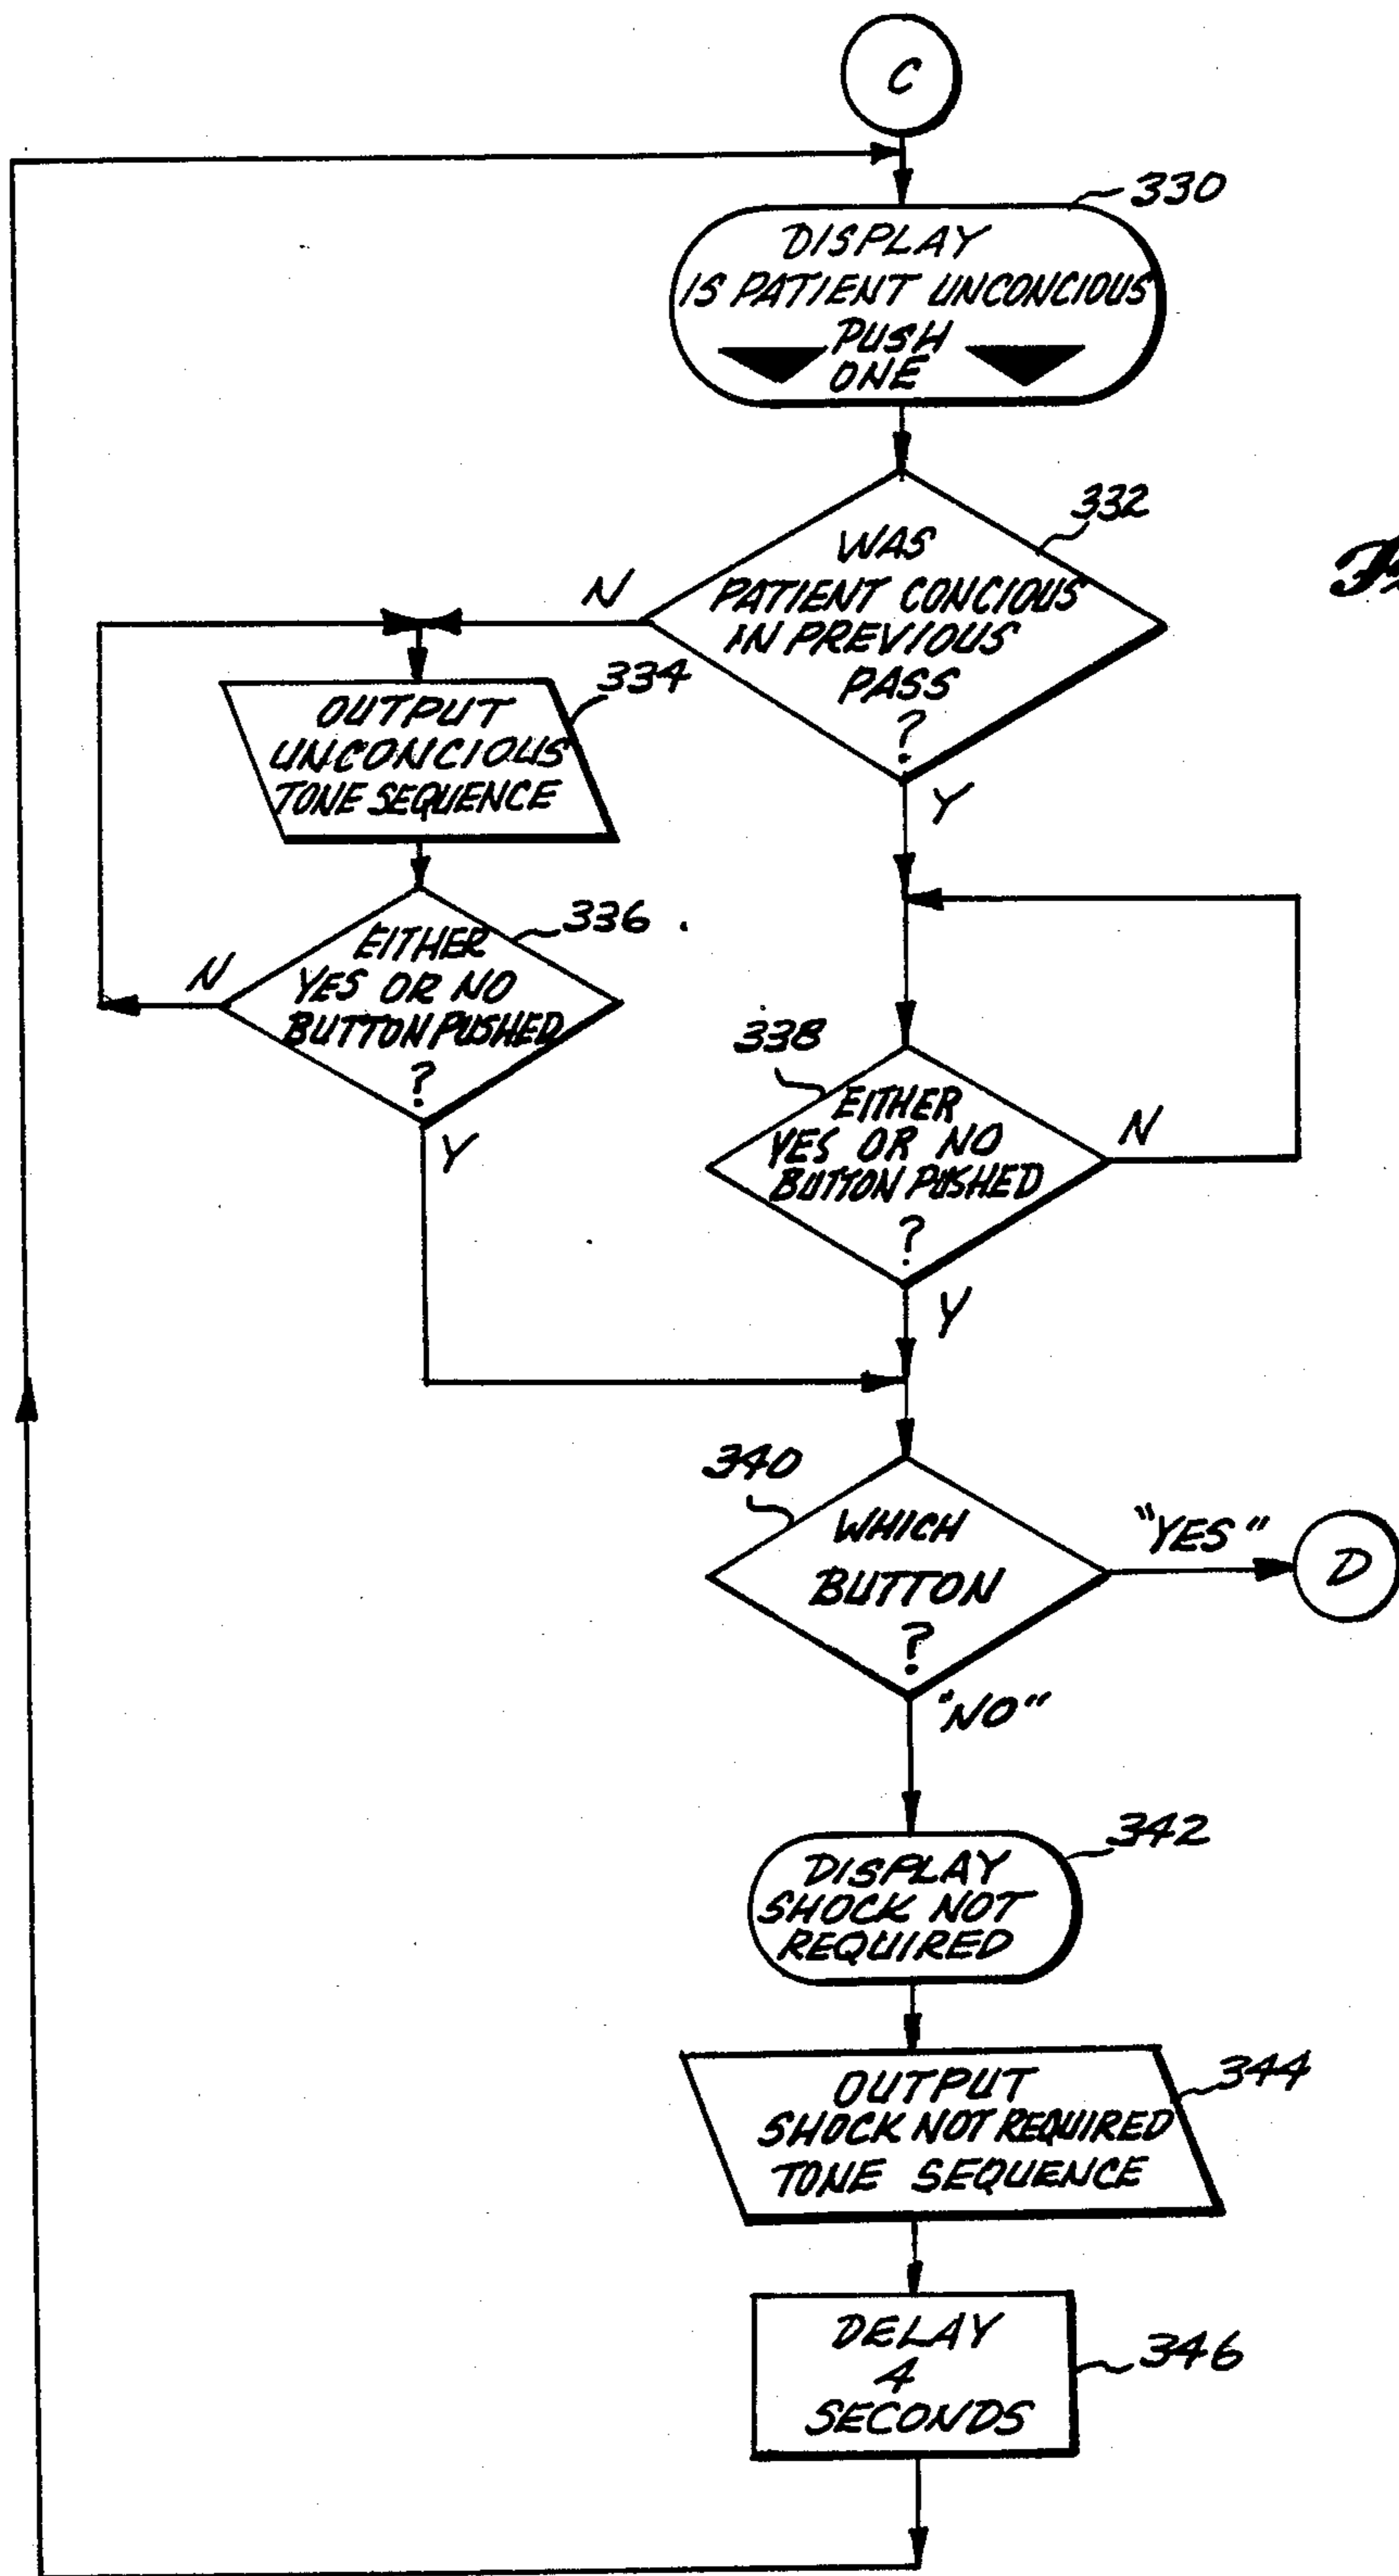 C
330
DISPLAY
IS PATIENT UNCONCIOUS
PUSH
ONE
332
WAS
PATIENT CONCIOUS
IN PREVIOUS
PASS
?
N
Y
334
OUTPUT
UNCONCIOUS
TONE SEQUENCE
336
EITHER
YES OR NO
BUTTON PUSHED
?
N
Y
338
EITHER
YES OR NO
BUTTON PUSHED
?
N
Y
340
WHICH
BUTTON
?
"YES"
D
"NO"
342
DISPLAY
SHOCK NOT
REQUIRED
344
OUTPUT
SHOCK NOT REQUIRED
TONE SEQUENCE
346
DELAY
4
SECONDS